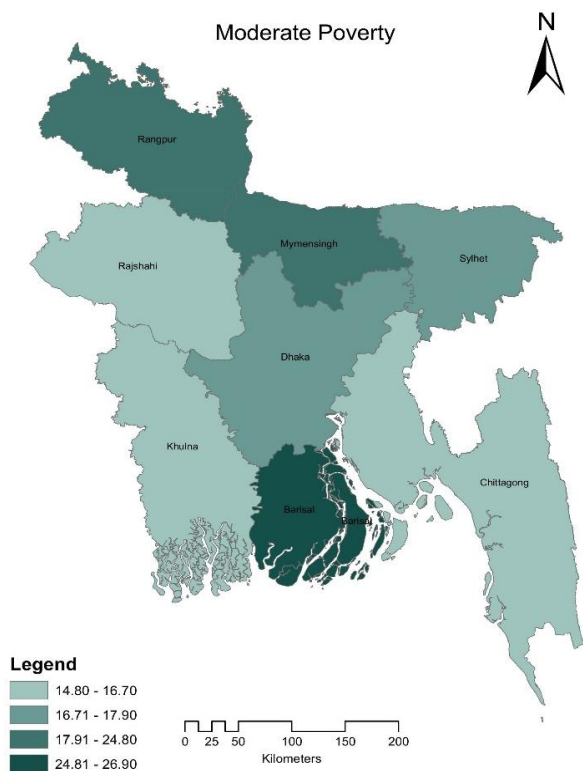 Moderate Poverty
N
Rangpur
Mymensingh
Sylhet
Rajshahi
Dhaka
Khulna
Chittagong
Barisal
Barisal
Legend
14.80 - 16.70
16.71 - 17.90
17.91 - 24.80
24.81 - 26.90
0 25 50 100 150 200
Kilometers